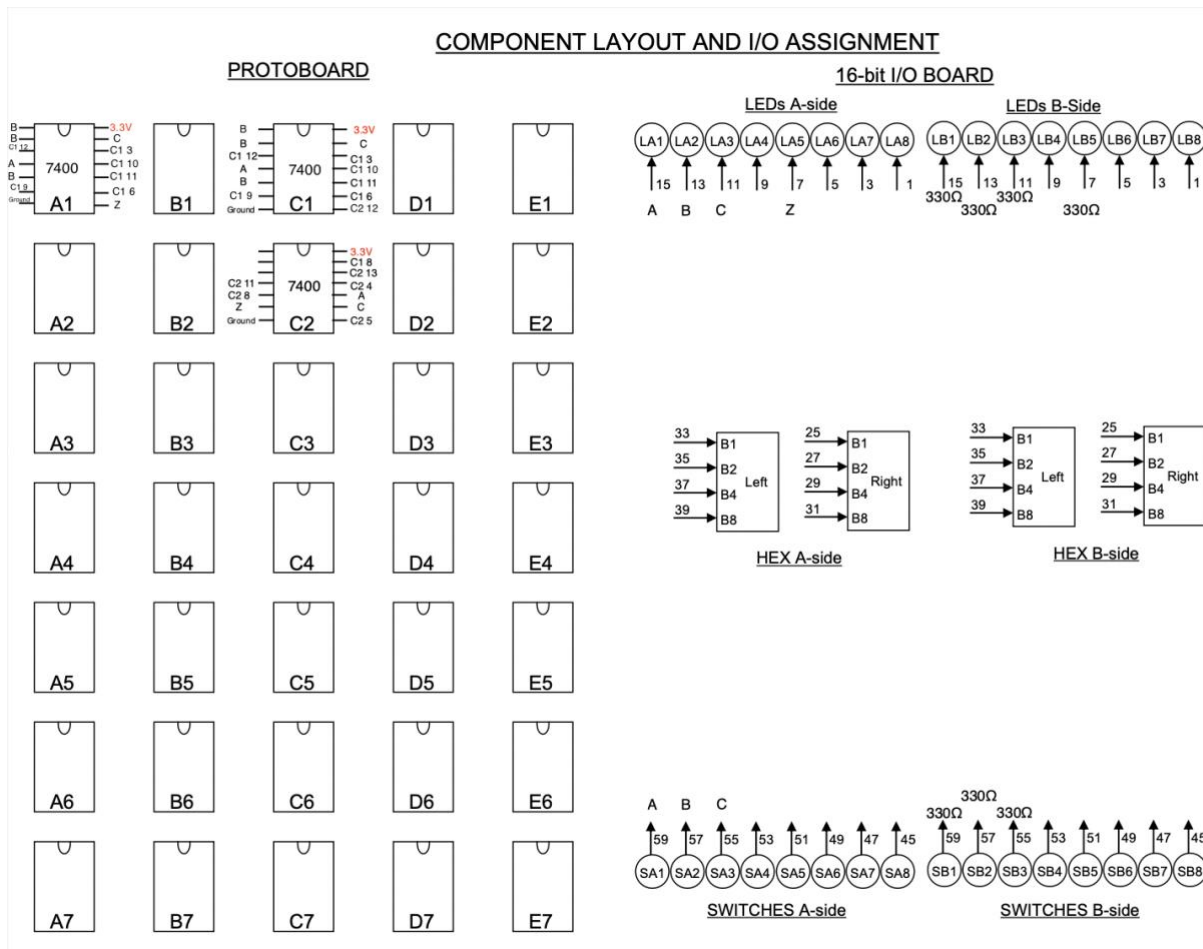 COMPONENT LAYOUT AND I/O ASSIGNMENT
PROTOBOARD
16-bit I/O BOARD
LEDs A-side
LEDs B-Side
B 3.3V
B C
C1 12 C1 3
A C1 10
B C1 11
C1 9 C1 6
Ground Z
7400
A1
B1
B 3.3V
B C
C1 12 C1 3
A C1 10
B C1 11
C1 9 C1 6
Ground C2 12
7400
C1
D1
E1
LA1 LA2 LA3 LA4 LA5 LA6 LA7 LA8
15 13 11 9 7 5 3 1
A B C Z
LB1 LB2 LB3 LB4 LB5 LB6 LB7 LB8
15 13 11 9 7 5 3 1
330Ω 330Ω 330Ω 330Ω
A2
B2
3.3V
C1 8
C2 13
C2 11 C2 4
C2 8 A
Z C
Ground C2 5
7400
C2
D2
E2
A3 B3 C3 D3 E3
33 B1
35 B2
37 B4
39 B8
Left
25 B1
27 B2
29 B4
31 B8
Right
HEX A-side
33 B1
35 B2
37 B4
39 B8
Left
25 B1
27 B2
29 B4
31 B8
Right
HEX B-side
A4 B4 C4 D4 E4
A5 B5 C5 D5 E5
A6 B6 C6 D6 E6
A B C
59 57 55 53 51 49 47 45
SA1 SA2 SA3 SA4 SA5 SA6 SA7 SA8
SWITCHES A-side
330Ω 330Ω 330Ω
59 57 55 53 51 49 47 45
SB1 SB2 SB3 SB4 SB5 SB6 SB7 SB8
SWITCHES B-side
A7 B7 C7 D7 E7